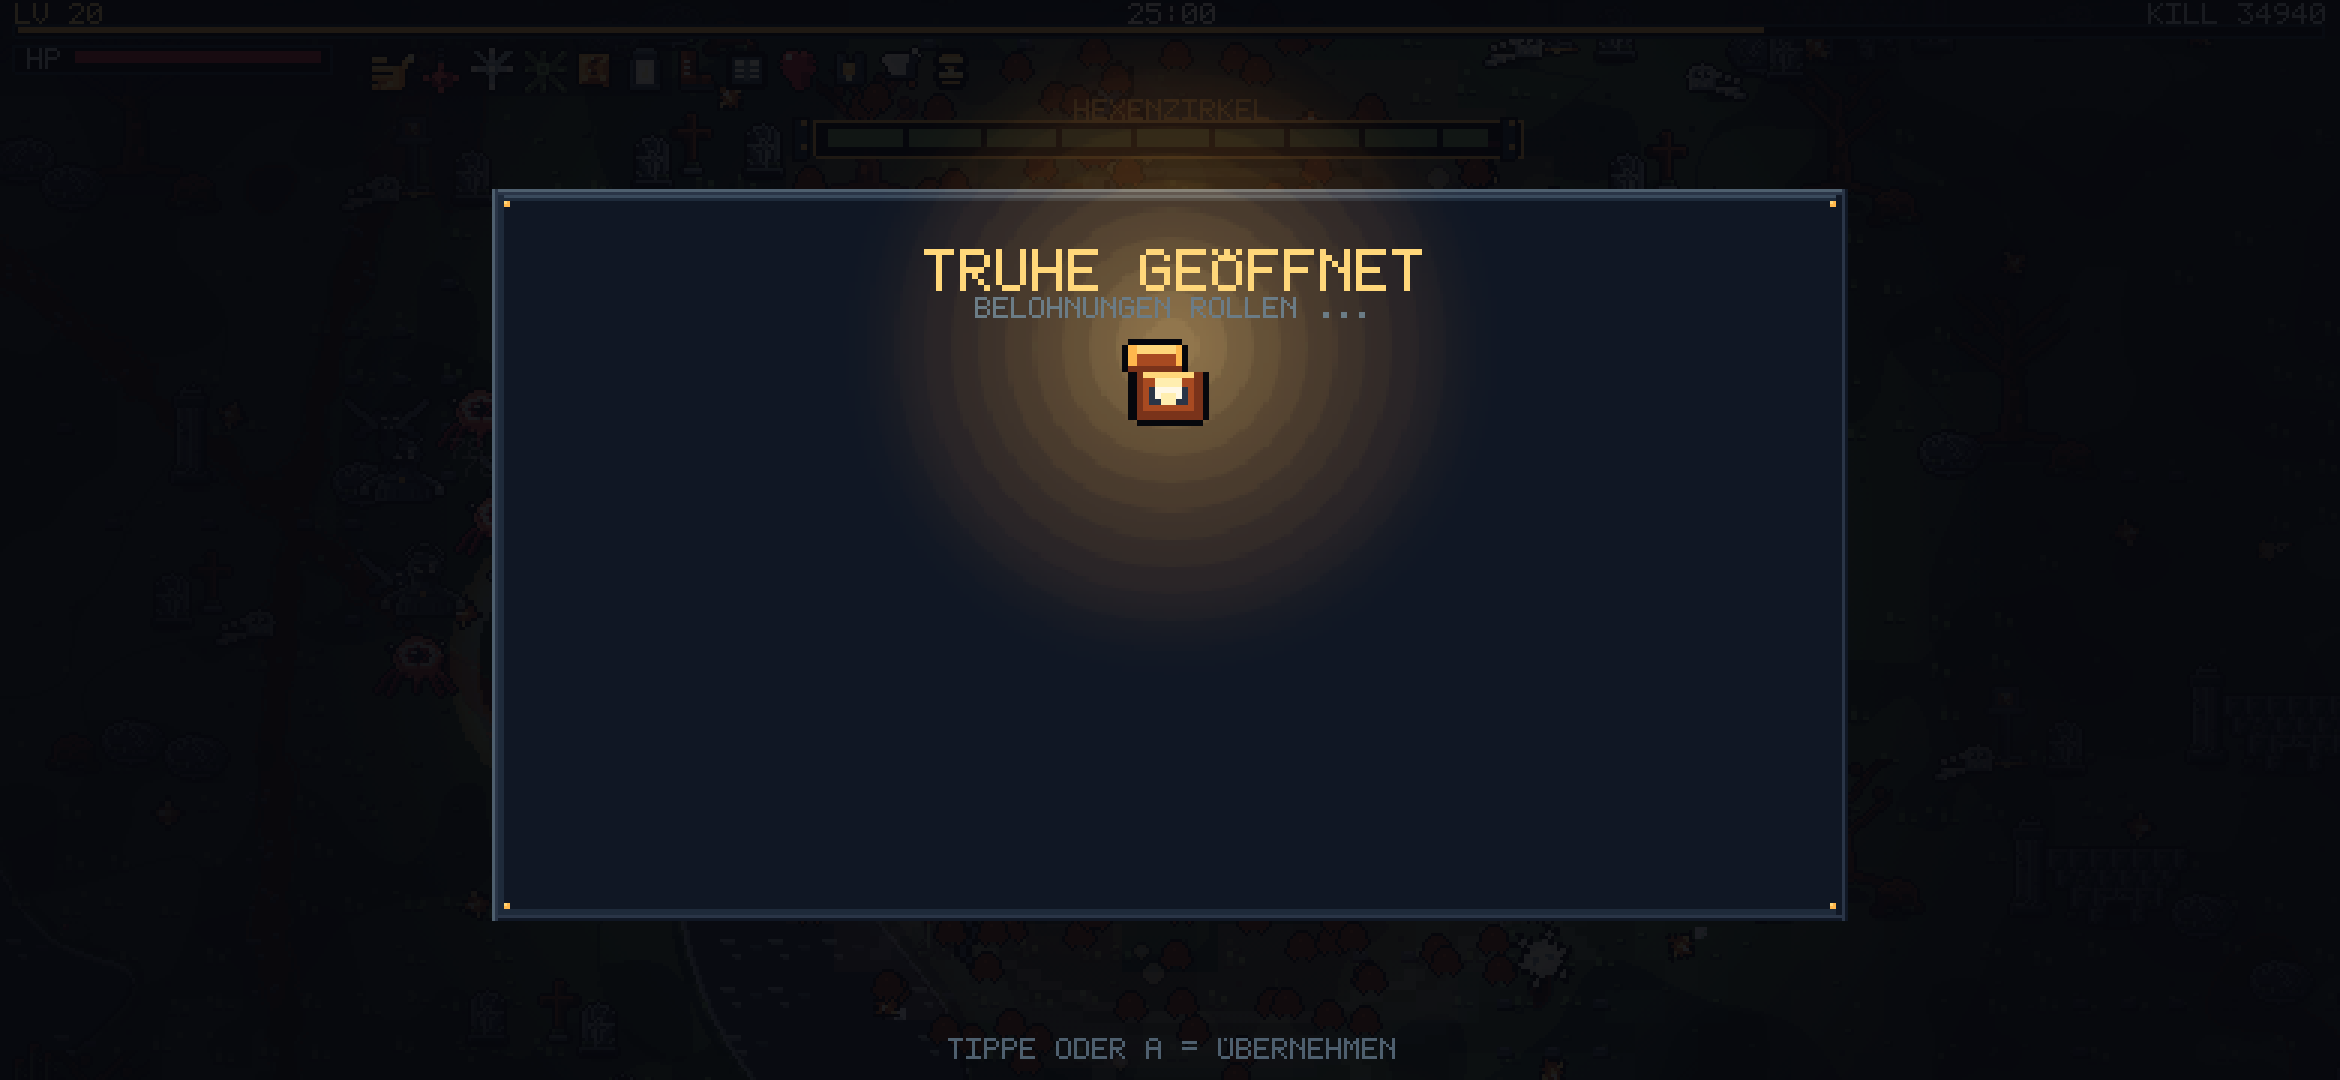 LV 20
25:00
KILL 34940
HP
HEXENZIRKEL
TRUHE GEÖFFNET
BELOHNUNGEN ROLLEN ...
TIPPE ODER A = ÜBERNEHMEN